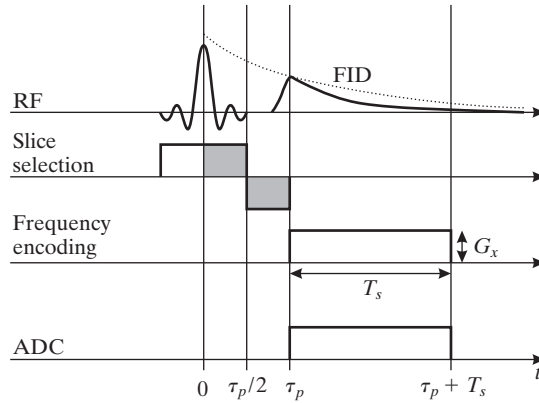 FID
RF
Slice
selection
Frequency
encoding
G_x
T_s
ADC
t
0
τ_p/2
τ_p
τ_p + T_s